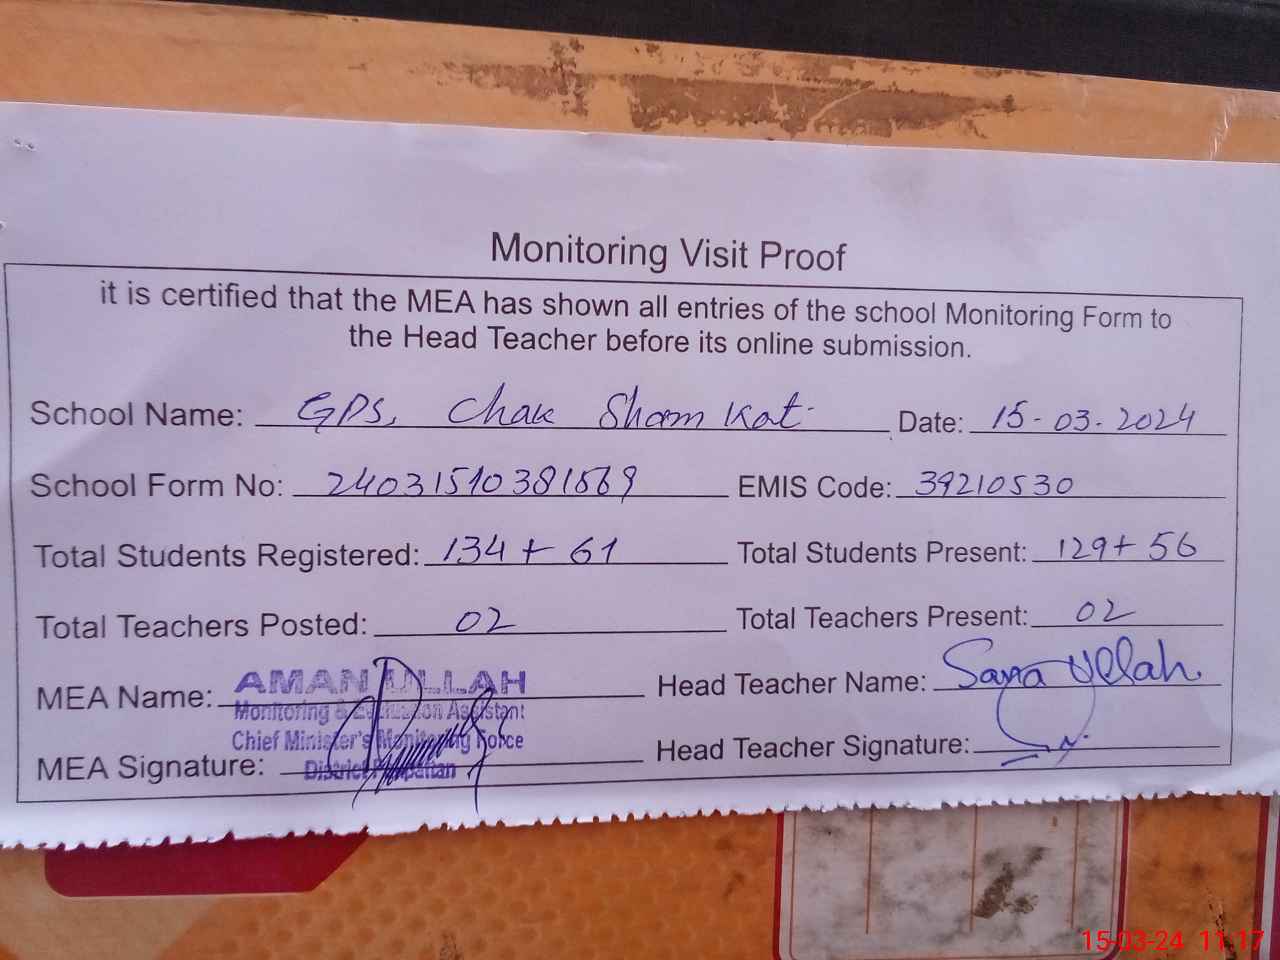 Monitoring Visit Proof
it is certified that the MEA has shown all entries of the school Monitoring Form to
the Head Teacher before its online submission.
School Name: GPS, Chak Sham Kot Date: 15-03-2024
School Form No: 24031510381569 EMIS Code: 39210530
Total Students Registered: 134 + 61 Total Students Present: 129+ 56
Total Teachers Posted: 02 Total Teachers Present: 02
MEA Name: AMAN ULLAH Head Teacher Name: Sana Ullah
Monitoring & Evaluation Assistant
Chief Minister's Monitoring Force
MEA Signature: District Pakpattan Head Teacher Signature:
15-03-24 11:17